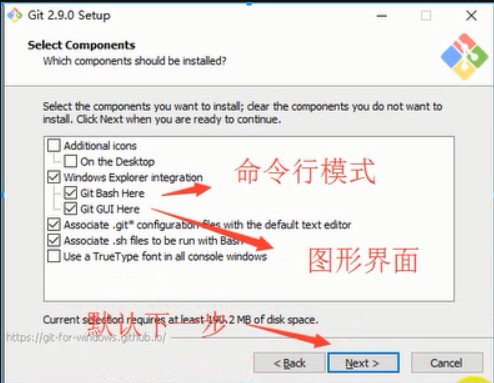 Git 2.9.0 Setup
Select Components
Which components should be installed?
Select the components you want to install; clear the components you do not want to
install. Click Next when you are ready to continue.
Additional icons
On the Desktop
Windows Explorer integration
命令行模式
Git Bash Here
Git GUI Here
Associate .git* configuration files with the default text editor
Associate .sh files to be run with Bash
图形界面
Use a TrueType font in all console windows
默认下一步
Current selection requires at least 190.2 MB of disk space.
https://git-for-windows.github.io/
< Back
Next >
Cancel